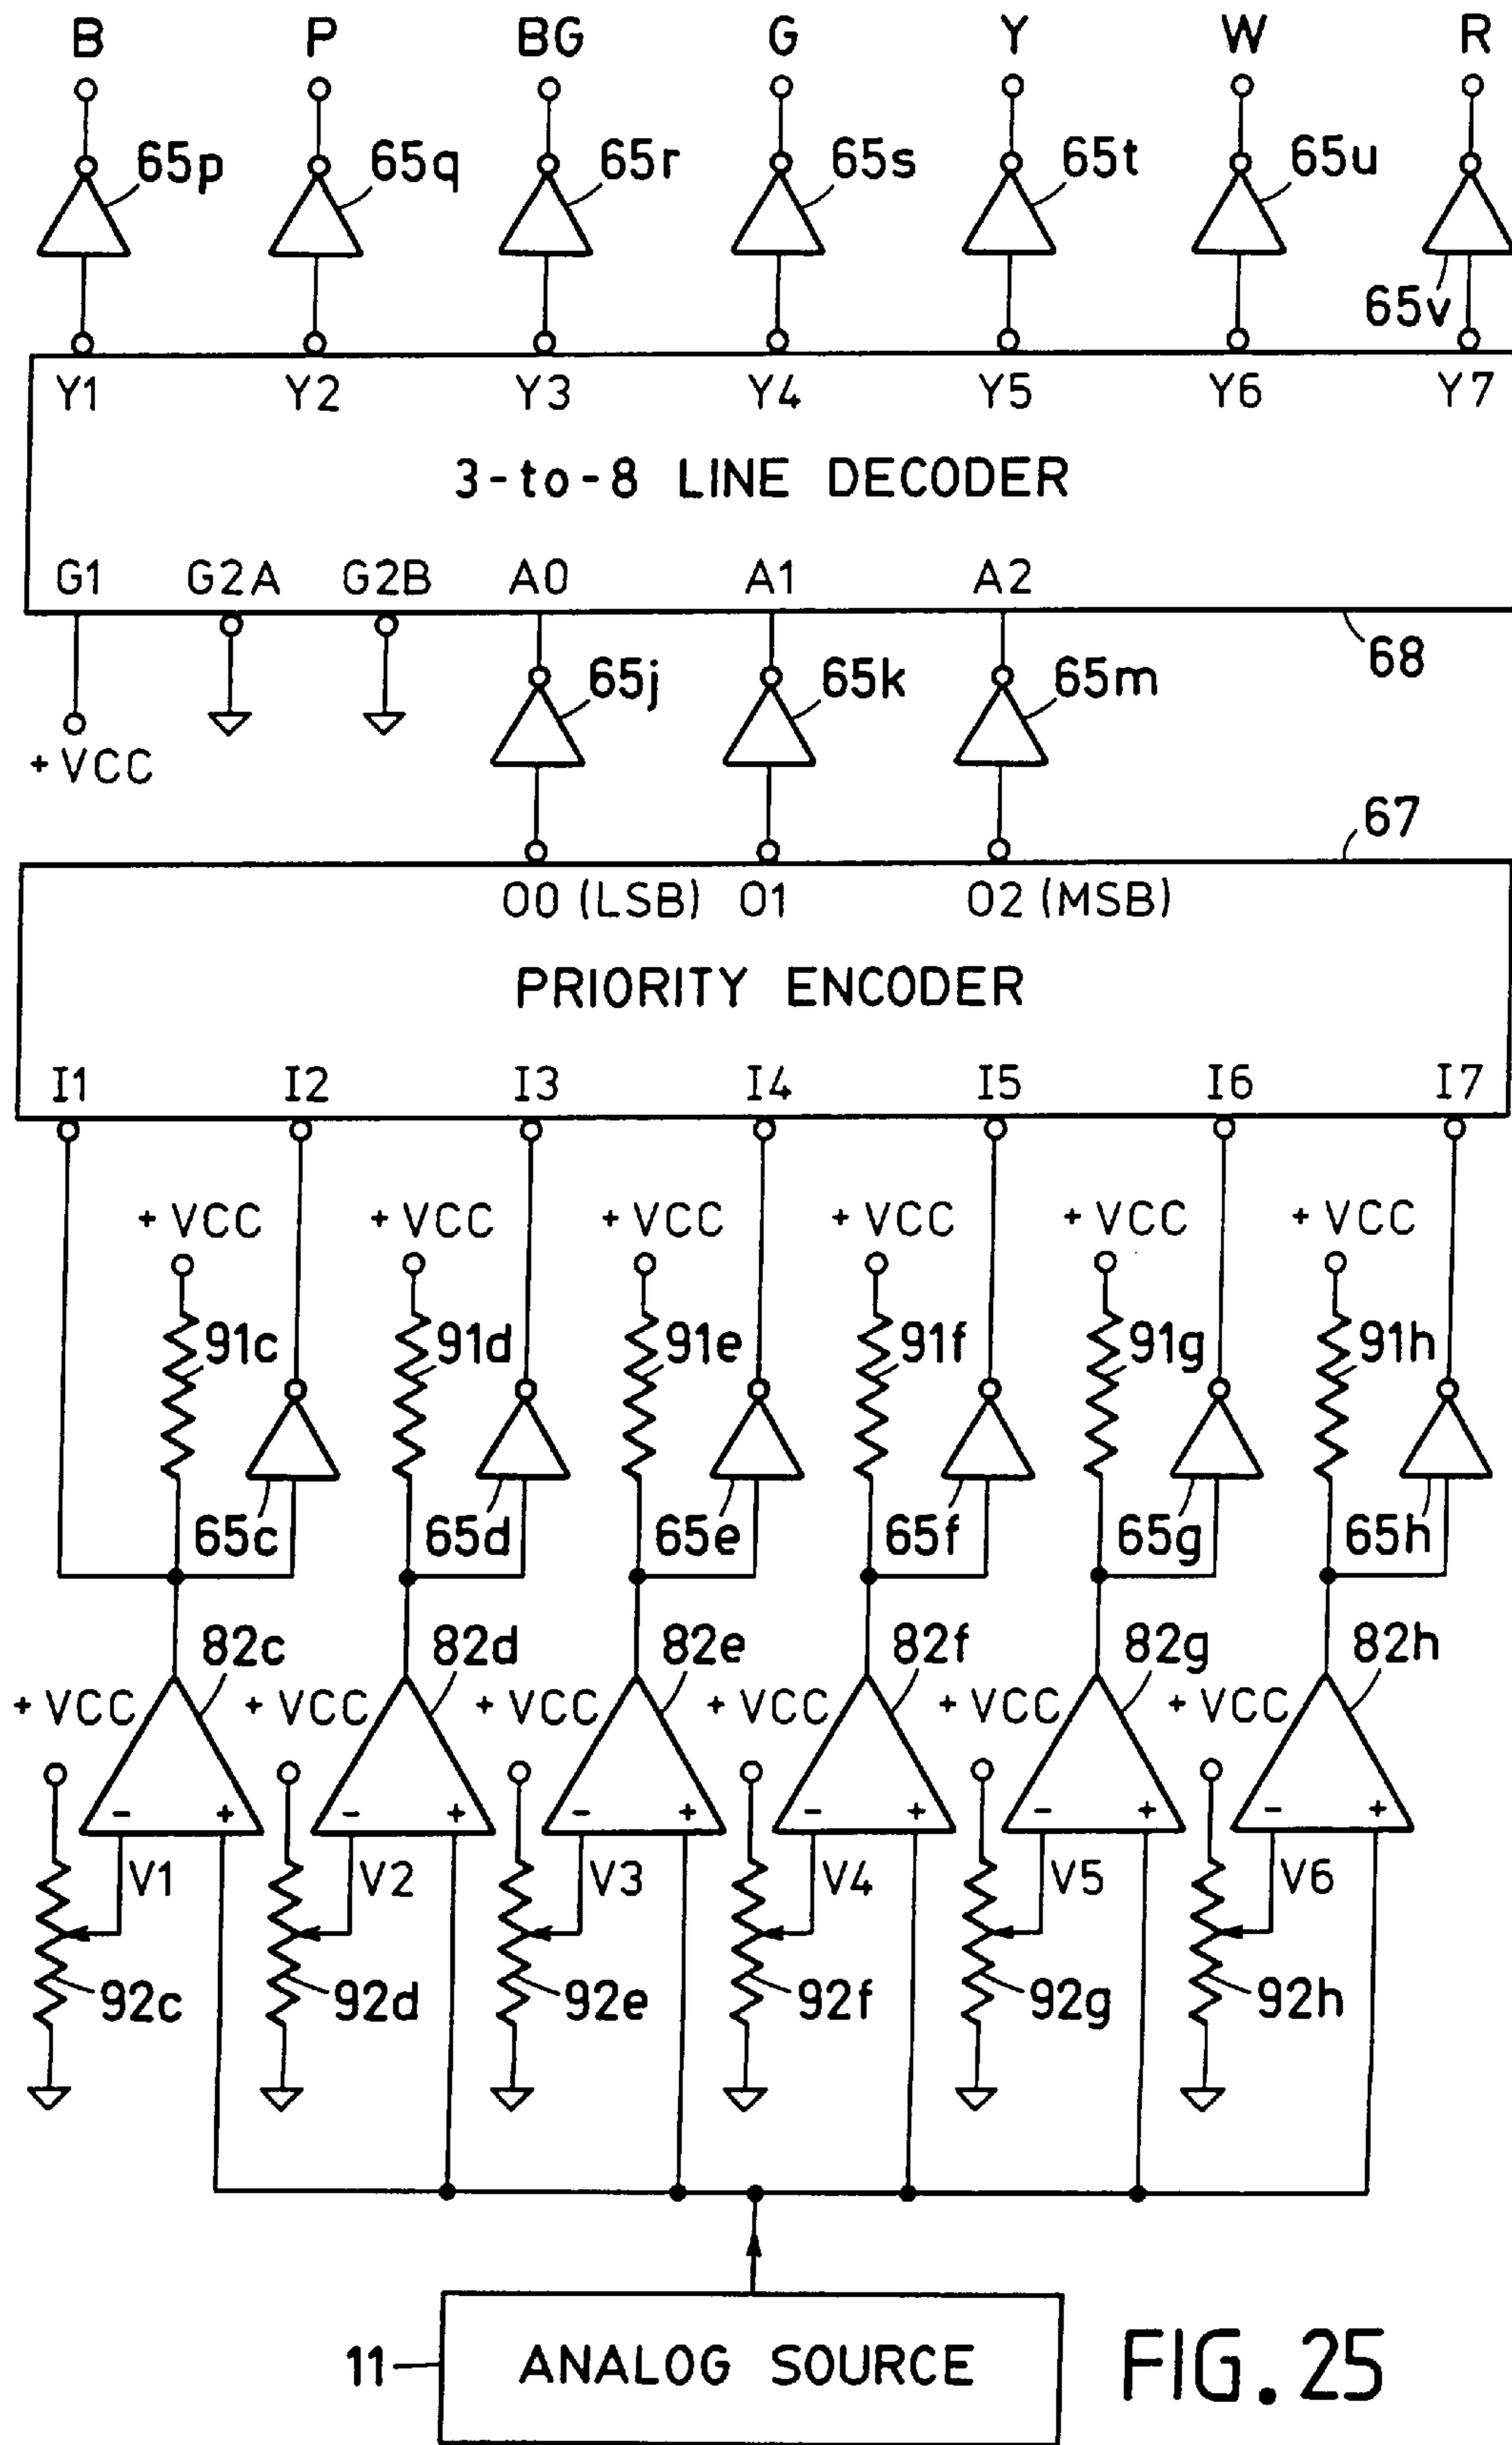 B P BG G Y W R
65p 65q 65r 65s 65t 65u
65v
Y1 Y2 Y3 Y4 Y5 Y6 Y7
3-to-8 LINE DECODER
G1 G2A G2B A0 A1 A2
68
65j 65k 65m
+VCC
67
O0 (LSB) O1 O2 (MSB)
PRIORITY ENCODER
I1 I2 I3 I4 I5 I6 I7
+VCC +VCC +VCC +VCC +VCC +VCC
91c 91d 91e 91f 91g 91h
65c 65d 65e 65f 65g 65h
82c 82d 82e 82f 82g 82h
+VCC +VCC +VCC +VCC +VCC +VCC
- + - + - + - + - + - +
V1 V2 V3 V4 V5 V6
92c 92d 92e 92f 92g 92h
11 ANALOG SOURCE
FIG. 25